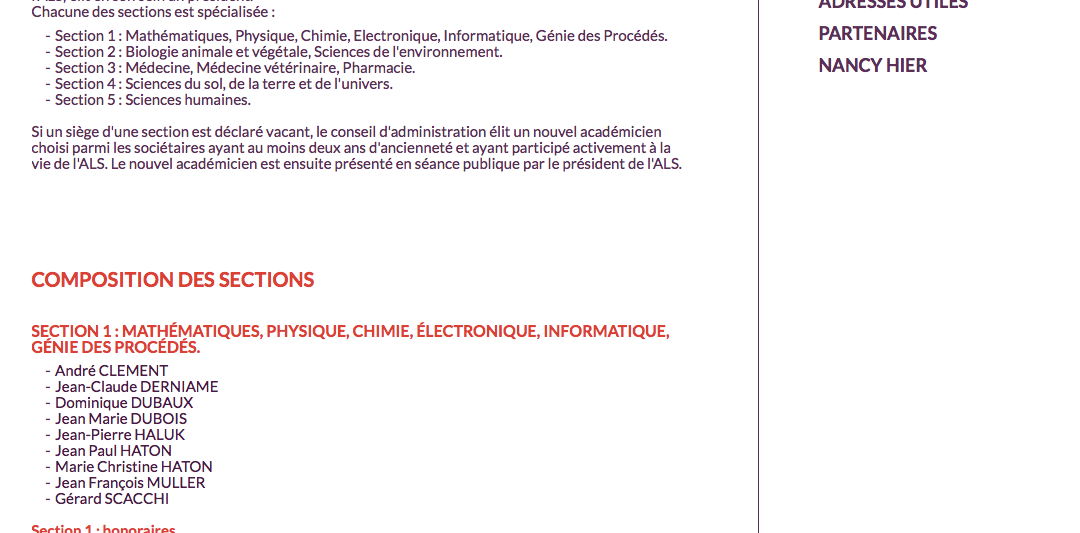 Chacune des sections est spécialisée :
- Section 1 : Mathématiques, Physique, Chimie, Electronique, Informatique, Génie des Procédés.
- Section 2 : Biologie animale et végétale, Sciences de l'environnement.
- Section 3 : Médecine, Médecine vétérinaire, Pharmacie.
- Section 4 : Sciences du sol, de la terre et de l'univers.
- Section 5 : Sciences humaines.
Si un siège d'une section est déclaré vacant, le conseil d'administration élit un nouvel académicien
choisi parmi les sociétaires ayant au moins deux ans d'ancienneté et ayant participé activement à la
vie de l'ALS. Le nouvel académicien est ensuite présenté en séance publique par le président de l'ALS.
COMPOSITION DES SECTIONS
SECTION 1 : MATHÉMATIQUES, PHYSIQUE, CHIMIE, ÉLECTRONIQUE, INFORMATIQUE,
GÉNIE DES PROCÉDÉS.
- André CLEMENT
- Jean-Claude DERNIAME
- Dominique DUBAUX
- Jean Marie DUBOIS
- Jean-Pierre HALUK
- Jean Paul HATON
- Marie Christine HATON
- Jean François MULLER
- Gérard SCACCHI
Section 1 : honoraires
ADRESSES UTILES
PARTENAIRES
NANCY HIER